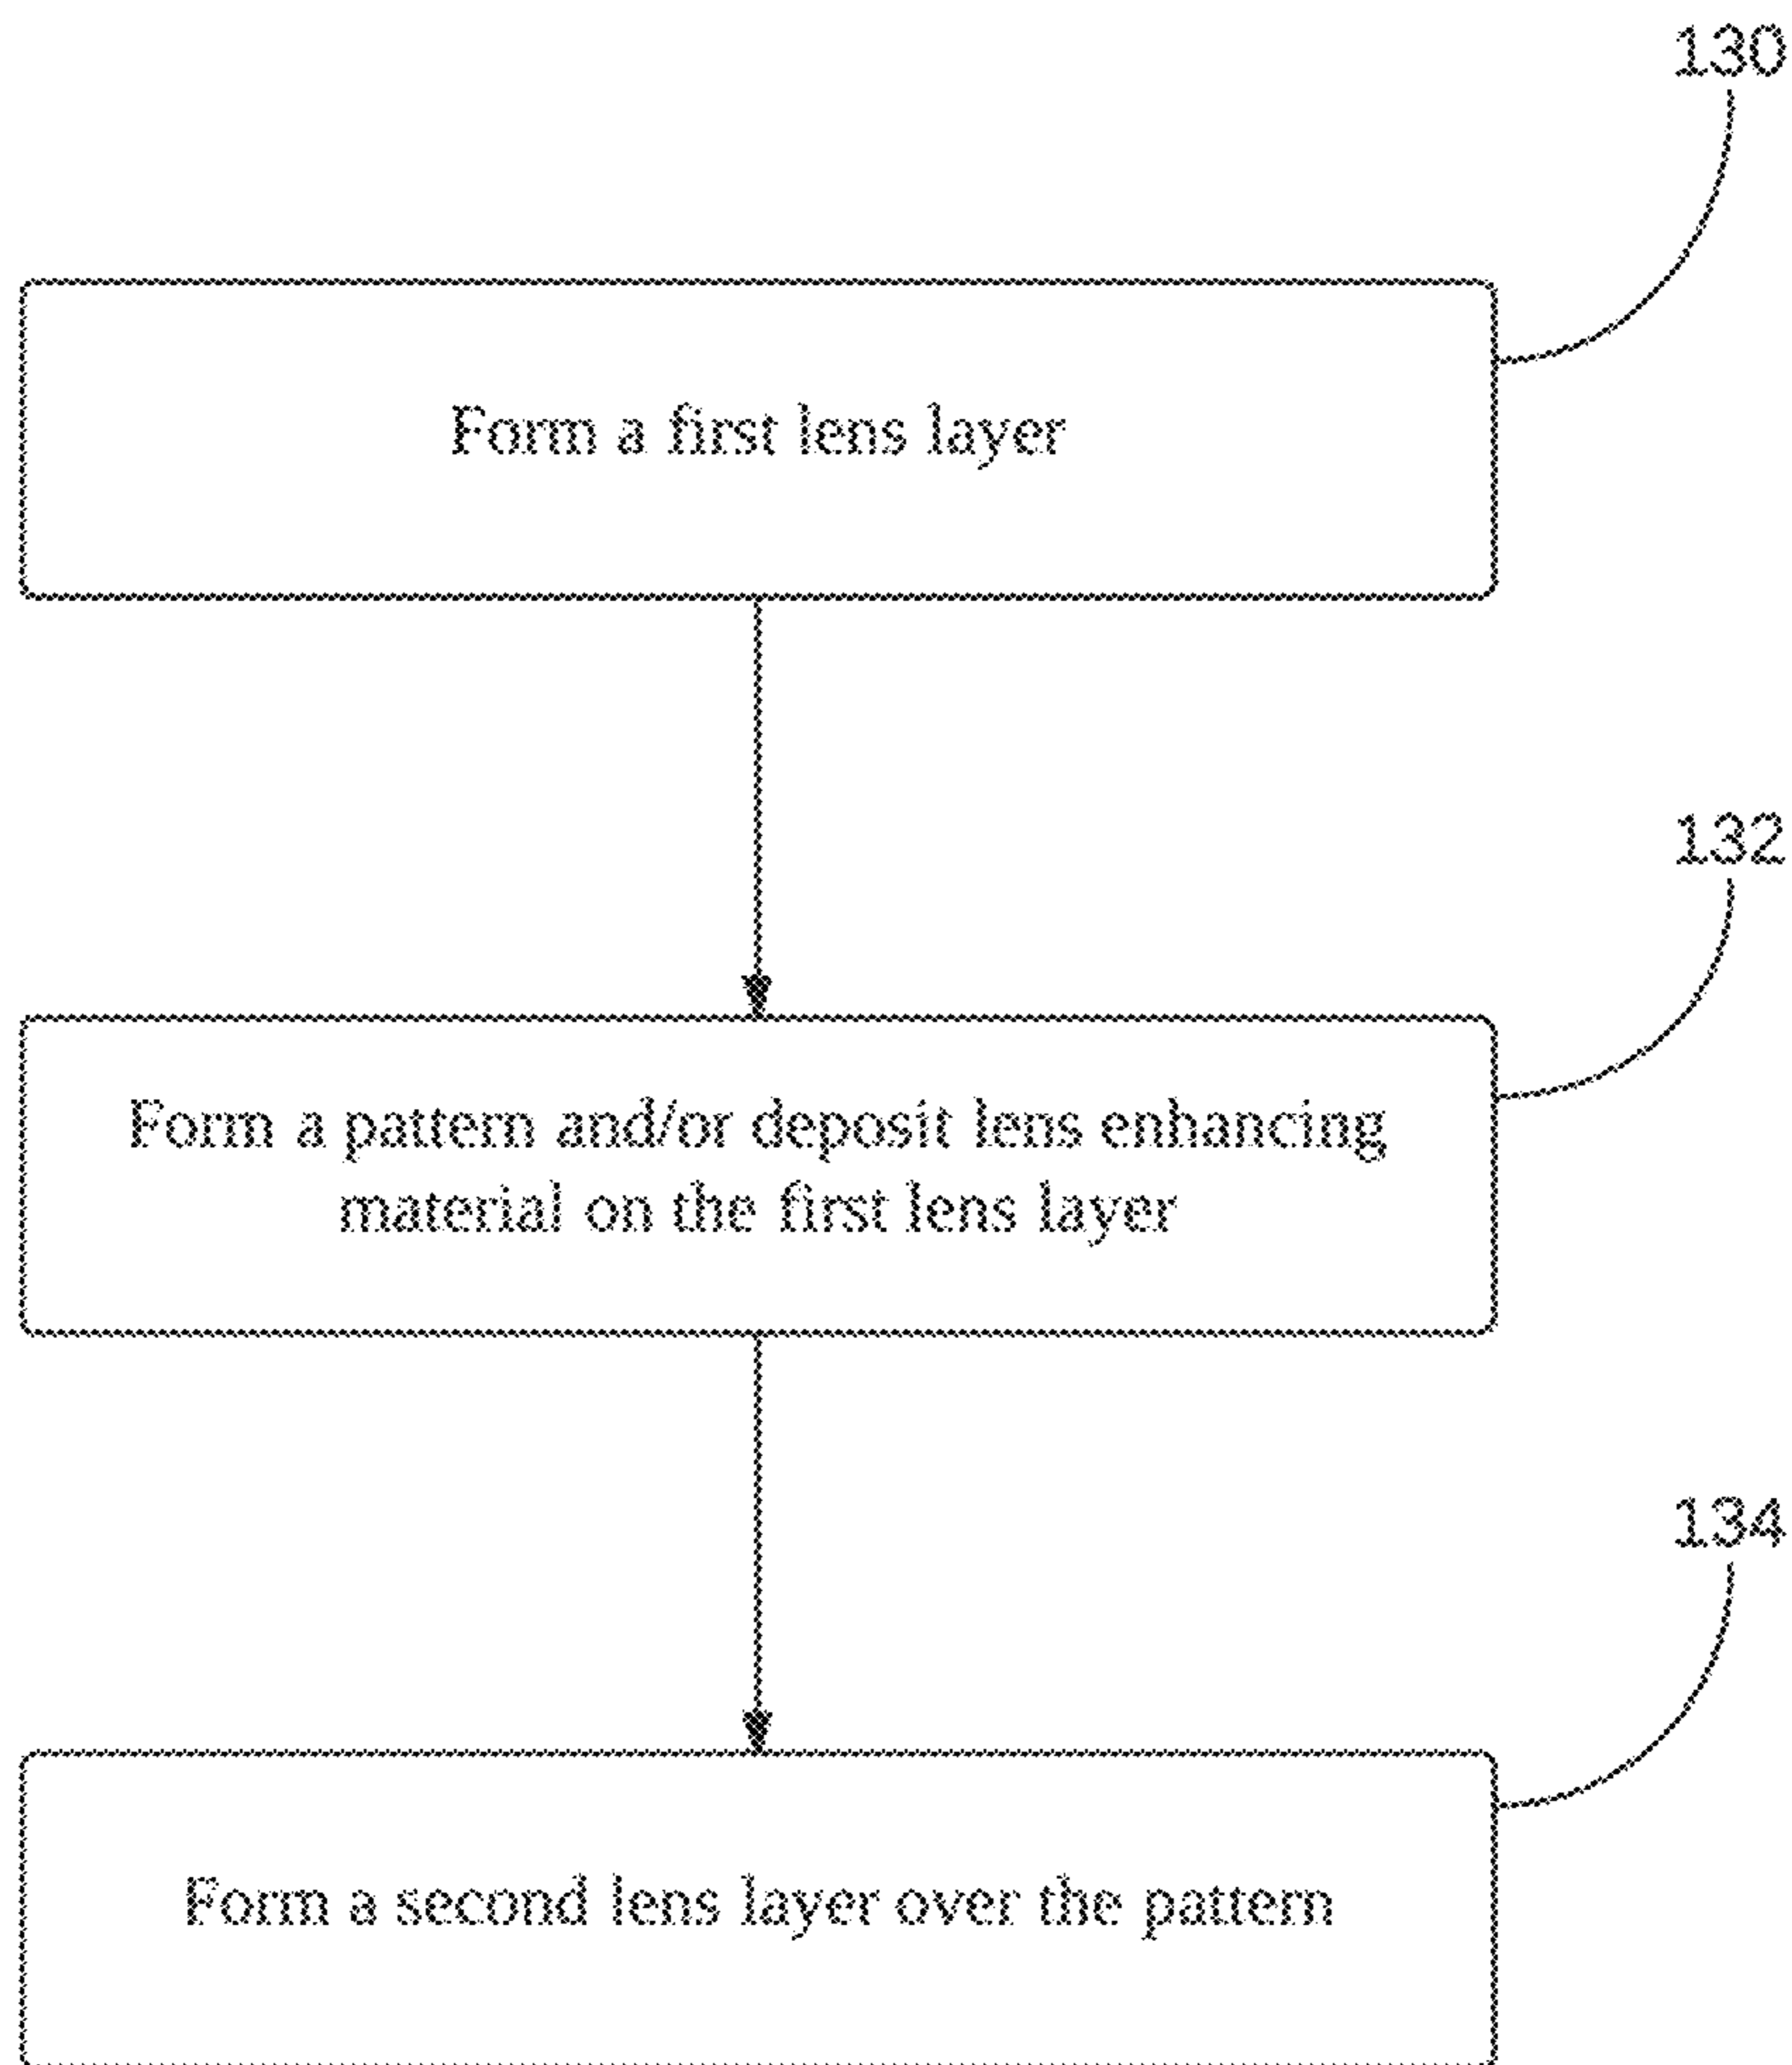 130
Form a first lens layer
132
Form a pattern and/or deposit lens enhancing
material on the first lens layer
134
Form a second lens layer over the pattern